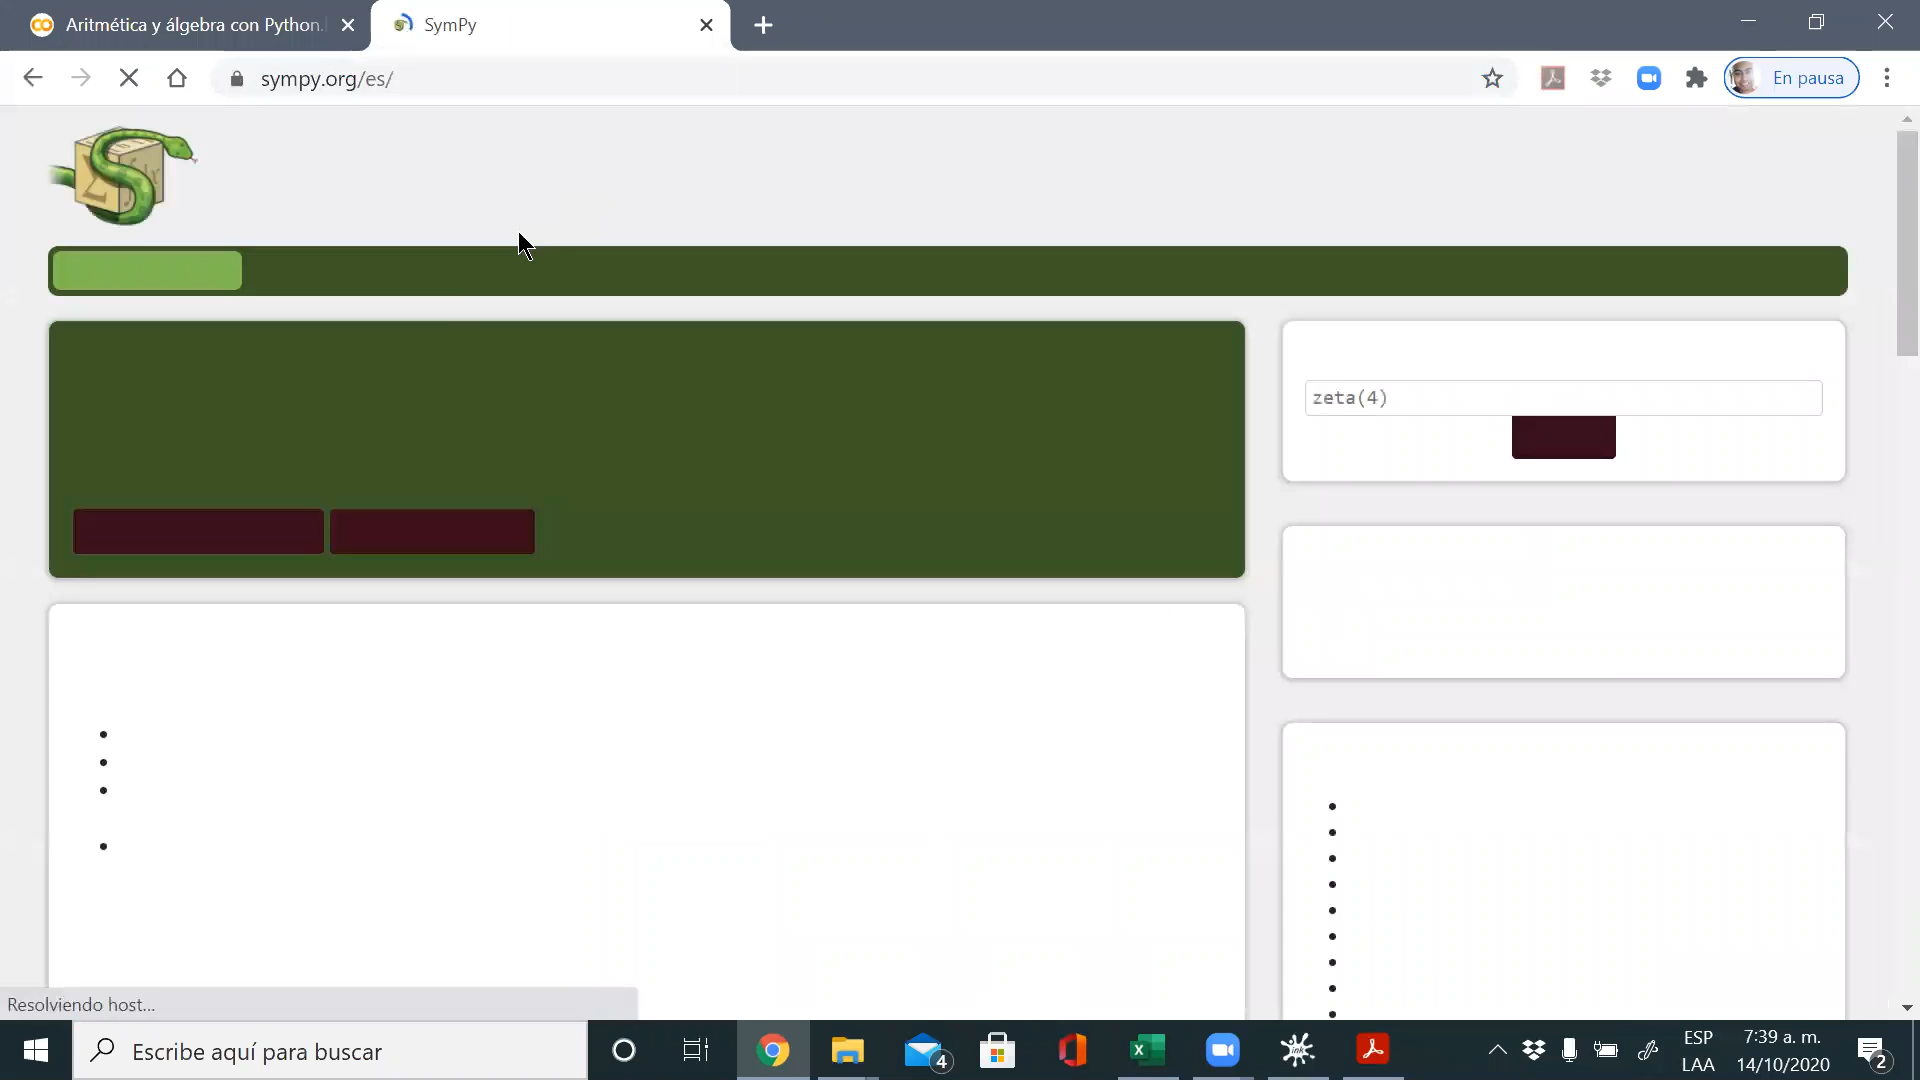 Aritmética y álgebra con Python.
SymPy
sympy.org/es/
En pausa
zeta(4)
Resolviendo host...
Escribe aquí para buscar
4
ESP
LAA
7:39 a. m.
14/10/2020
2